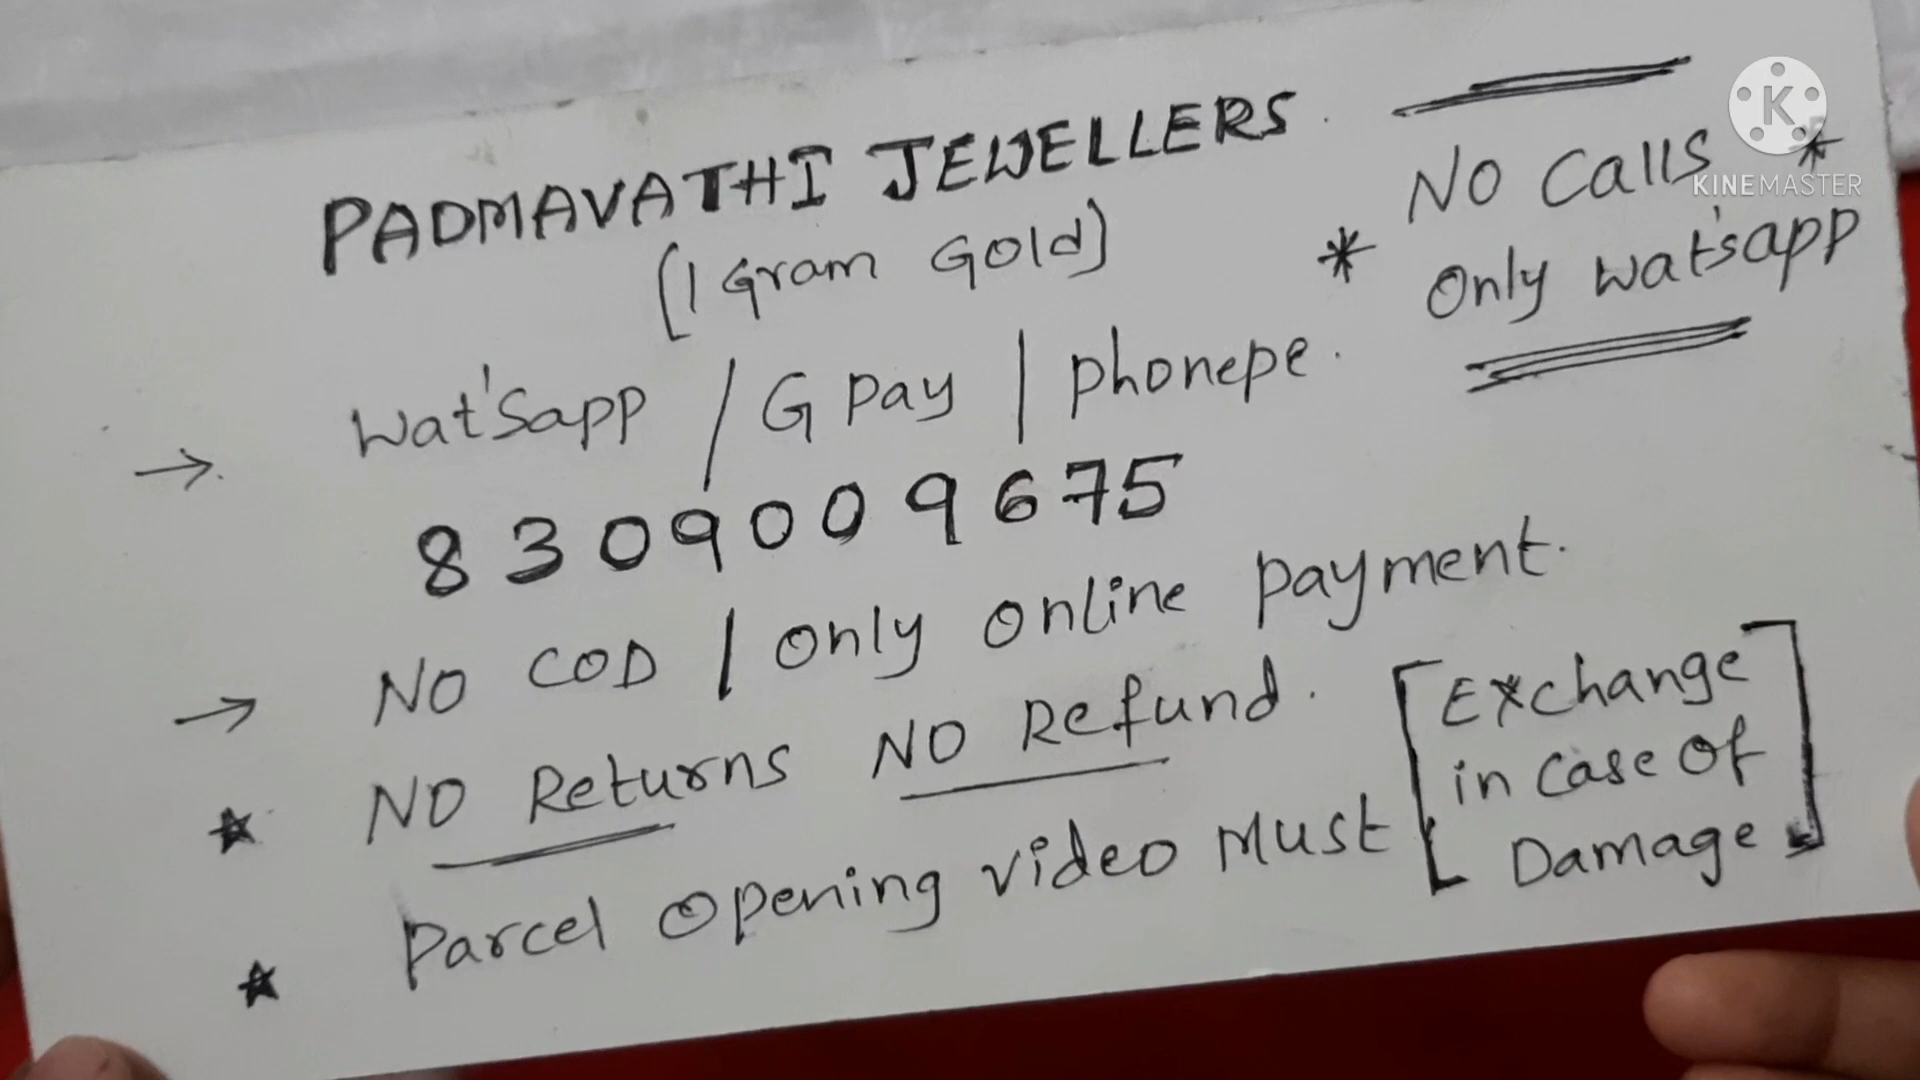 PADMAVATHI JEWELLERS.
(1 Gram Gold)
* NO Calls *
Only Wat'sapp
KINEMASTER
→ Wat'Sapp / G Pay | Phonepe.
8309009675
→ NO COD / Only Online Payment.
★ NO Returns NO Refund.
★ Parcel Opening video Must
[Exchange
in Case Of
Damage]